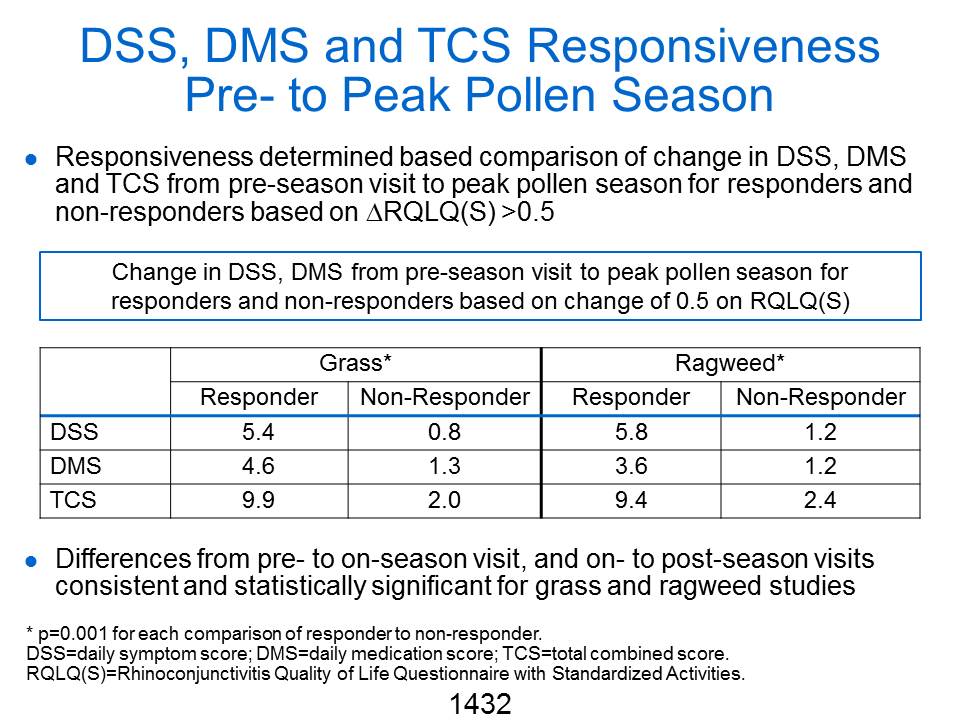 DSS, DMS and TCS Responsiveness
Pre- to Peak Pollen Season
● Responsiveness determined based comparison of change in DSS, DMS
and TCS from pre-season visit to peak pollen season for responders and
non-responders based on ∆RQLQ(S) >0.5
Change in DSS, DMS from pre-season visit to peak pollen season for
responders and non-responders based on change of 0.5 on RQLQ(S)
Grass* Ragweed*
Responder Non-Responder Responder Non-Responder
DSS 5.4 0.8 5.8 1.2
DMS 4.6 1.3 3.6 1.2
TCS 9.9 2.0 9.4 2.4
● Differences from pre- to on-season visit, and on- to post-season visits
consistent and statistically significant for grass and ragweed studies
* p=0.001 for each comparison of responder to non-responder.
DSS=daily symptom score; DMS=daily medication score; TCS=total combined score.
RQLQ(S)=Rhinoconjunctivitis Quality of Life Questionnaire with Standardized Activities.
1432